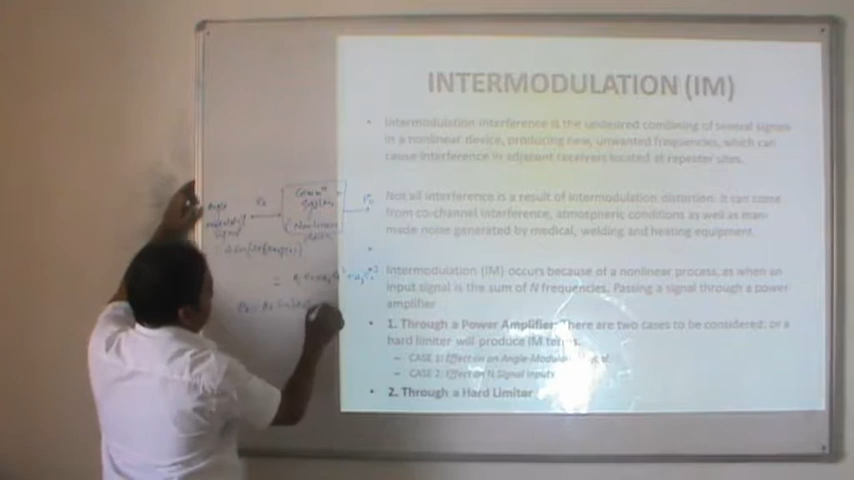 INTERMODULATION (IM)
• Intermodulation interference is the undesired combining of several signals
in a nonlinear device, producing new, unwanted frequencies, which can
cause interference in adjacent receivers located at repeater sites.
• Not all interference is a result of intermodulation distortion. It can come
from co-channel interference, atmospheric conditions as well as man-
made noise generated by medical, welding and heating equipment.
•
• Intermodulation (IM) occurs because of a nonlinear process, as when an
input signal is the sum of N frequencies. Passing a signal through a power
amplifier
• 1. Through a Power Amplifier: There are two cases to be considered, or a
hard limiter will produce IM terms.
– CASE 1: Effect on an Angle-Modulated
– CASE 2: Effect on N Signal Inputs
• 2. Through a Hard Limiter
Angle
modulated
signal
System